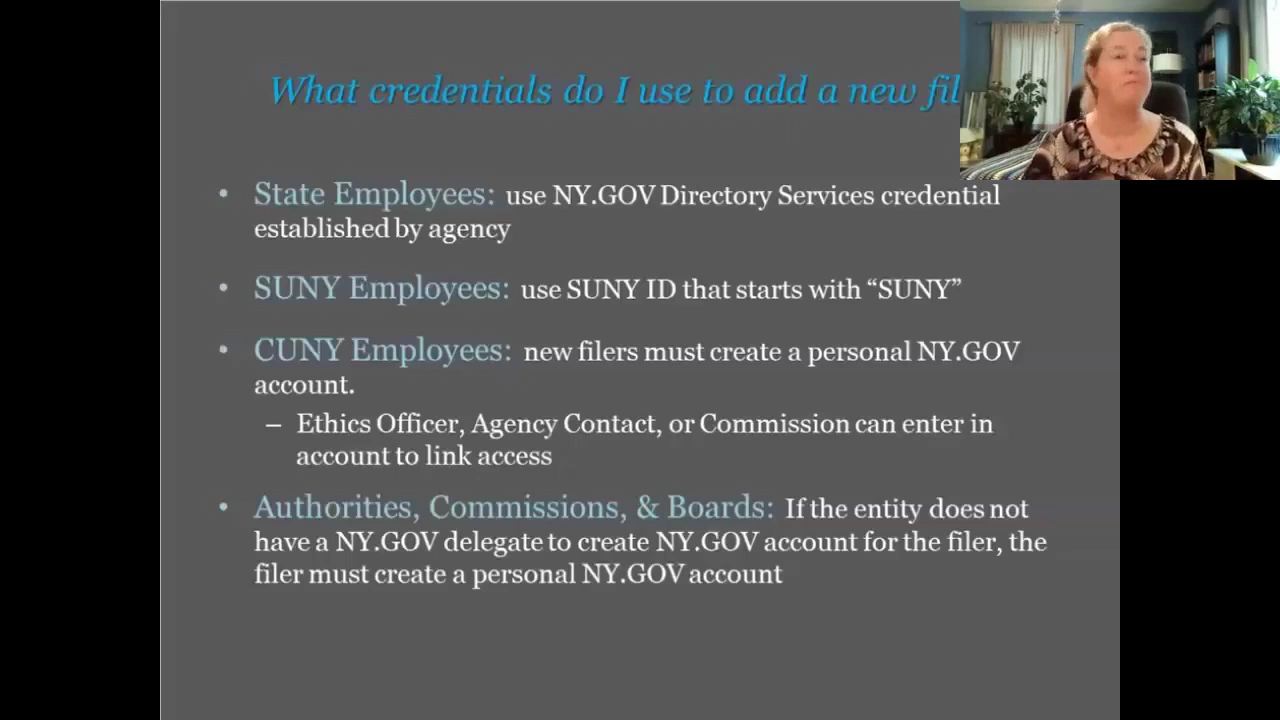 What credentials do I use to add a new fil
• State Employees: use NY.GOV Directory Services credential
established by agency
• SUNY Employees: use SUNY ID that starts with “SUNY”
• CUNY Employees: new filers must create a personal NY.GOV
account.
– Ethics Officer, Agency Contact, or Commission can enter in
account to link access
• Authorities, Commissions, & Boards: If the entity does not
have a NY.GOV delegate to create NY.GOV account for the filer, the
filer must create a personal NY.GOV account